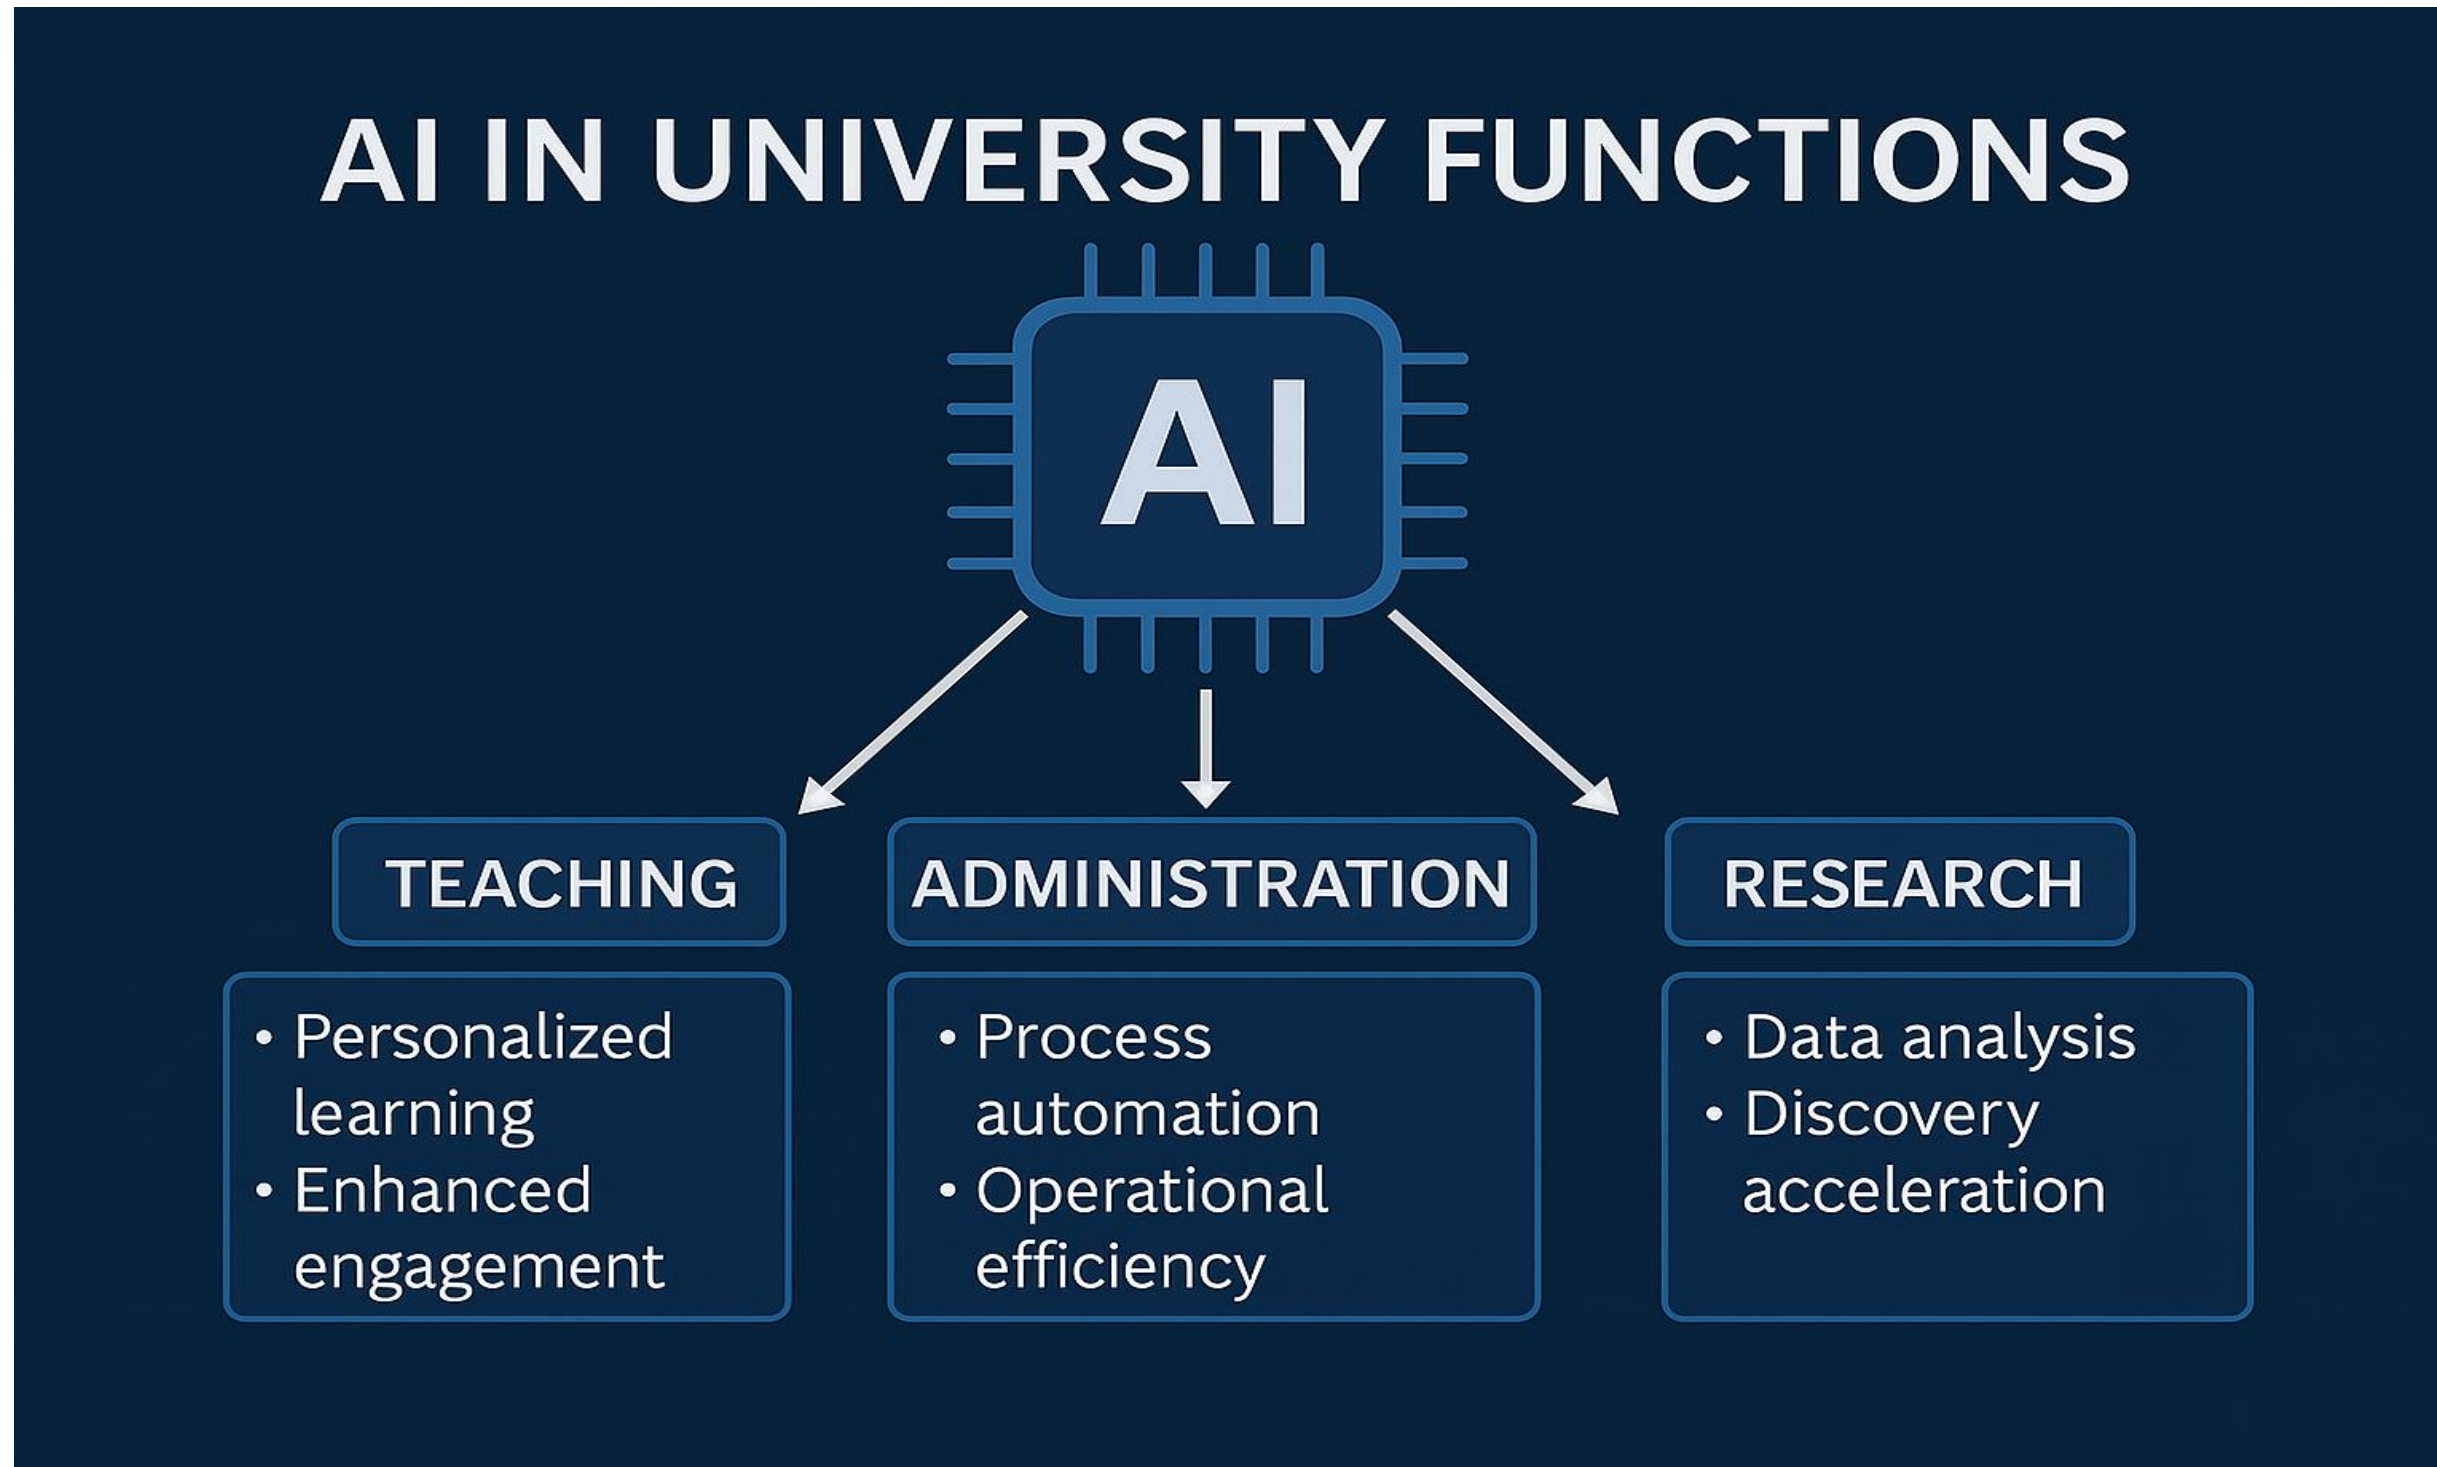 AI IN UNIVERSITY FUNCTIONS
AI
TEACHING
• Personalized
learning
• Enhanced
engagement
ADMINISTRATION
• Process
automation
• Operational
efficiency
RESEARCH
• Data analysis
• Discovery
acceleration